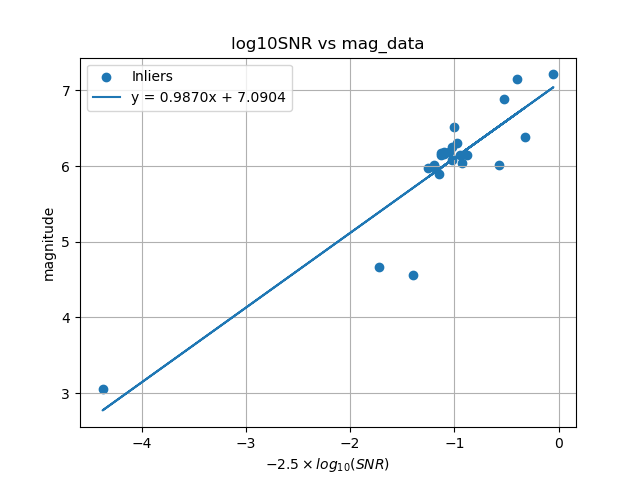 log10SNR vs mag_data
Inliers
y = 0.9870x + 7.0904
7
6
5
4
3
magnitude
−4
−3
−2
−1
0
−2.5 × log₁₀(SNR)